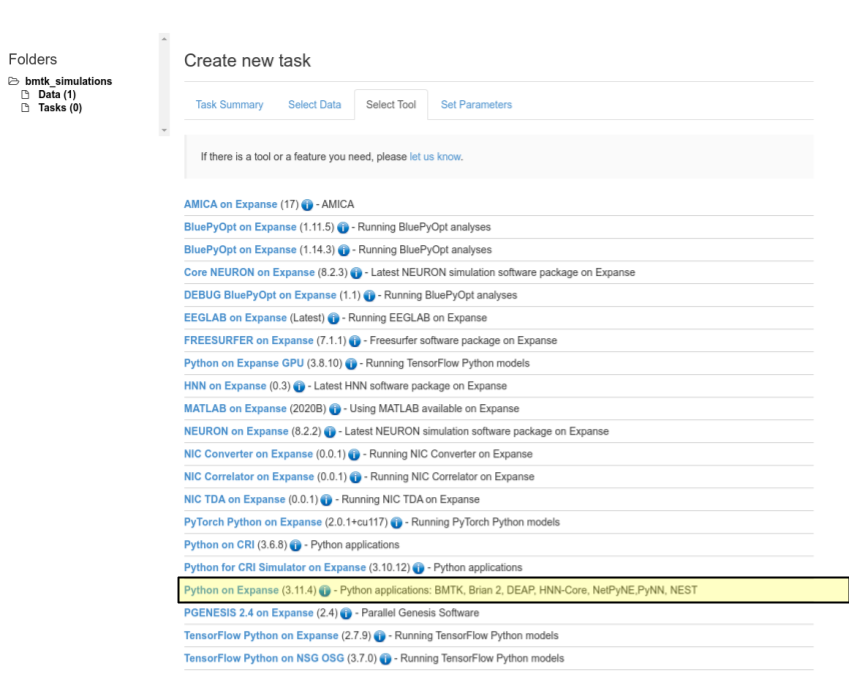 Folders
bmtk_simulations
Data (1)
Tasks (0)
Create new task
Task Summary Select Data Select Tool Set Parameters
If there is a tool or a feature you need, please let us know.
AMICA on Expanse (17) i - AMICA
BluePyOpt on Expanse (1.11.5) i - Running BluePyOpt analyses
BluePyOpt on Expanse (1.14.3) i - Running BluePyOpt analyses
Core NEURON on Expanse (8.2.3) i - Latest NEURON simulation software package on Expanse
DEBUG BluePyOpt on Expanse (1.1) i - Running BluePyOpt analyses
EEGLAB on Expanse (Latest) i - Running EEGLAB on Expanse
FREESURFER on Expanse (7.1.1) i - Freesurfer software package on Expanse
Python on Expanse GPU (3.8.10) i - Running TensorFlow Python models
HNN on Expanse (0.3) i - Latest HNN software package on Expanse
MATLAB on Expanse (2020B) i - Using MATLAB available on Expanse
NEURON on Expanse (8.2.2) i - Latest NEURON simulation software package on Expanse
NIC Converter on Expanse (0.0.1) i - Running NIC Converter on Expanse
NIC Correlator on Expanse (0.0.1) i - Running NIC Correlator on Expanse
NIC TDA on Expanse (0.0.1) i - Running NIC TDA on Expanse
PyTorch Python on Expanse (2.0.1+cu117) i - Running PyTorch Python models
Python on CRI (3.6.8) i - Python applications
Python for CRI Simulator on Expanse (3.10.12) i - Python applications
Python on Expanse (3.11.4) i - Python applications: BMTK, Brian 2, DEAP, HNN-Core, NetPyNE,PyNN, NEST
PGENESIS 2.4 on Expanse (2.4) i - Parallel Genesis Software
TensorFlow Python on Expanse (2.7.9) i - Running TensorFlow Python models
TensorFlow Python on NSG OSG (3.7.0) i - Running TensorFlow Python models